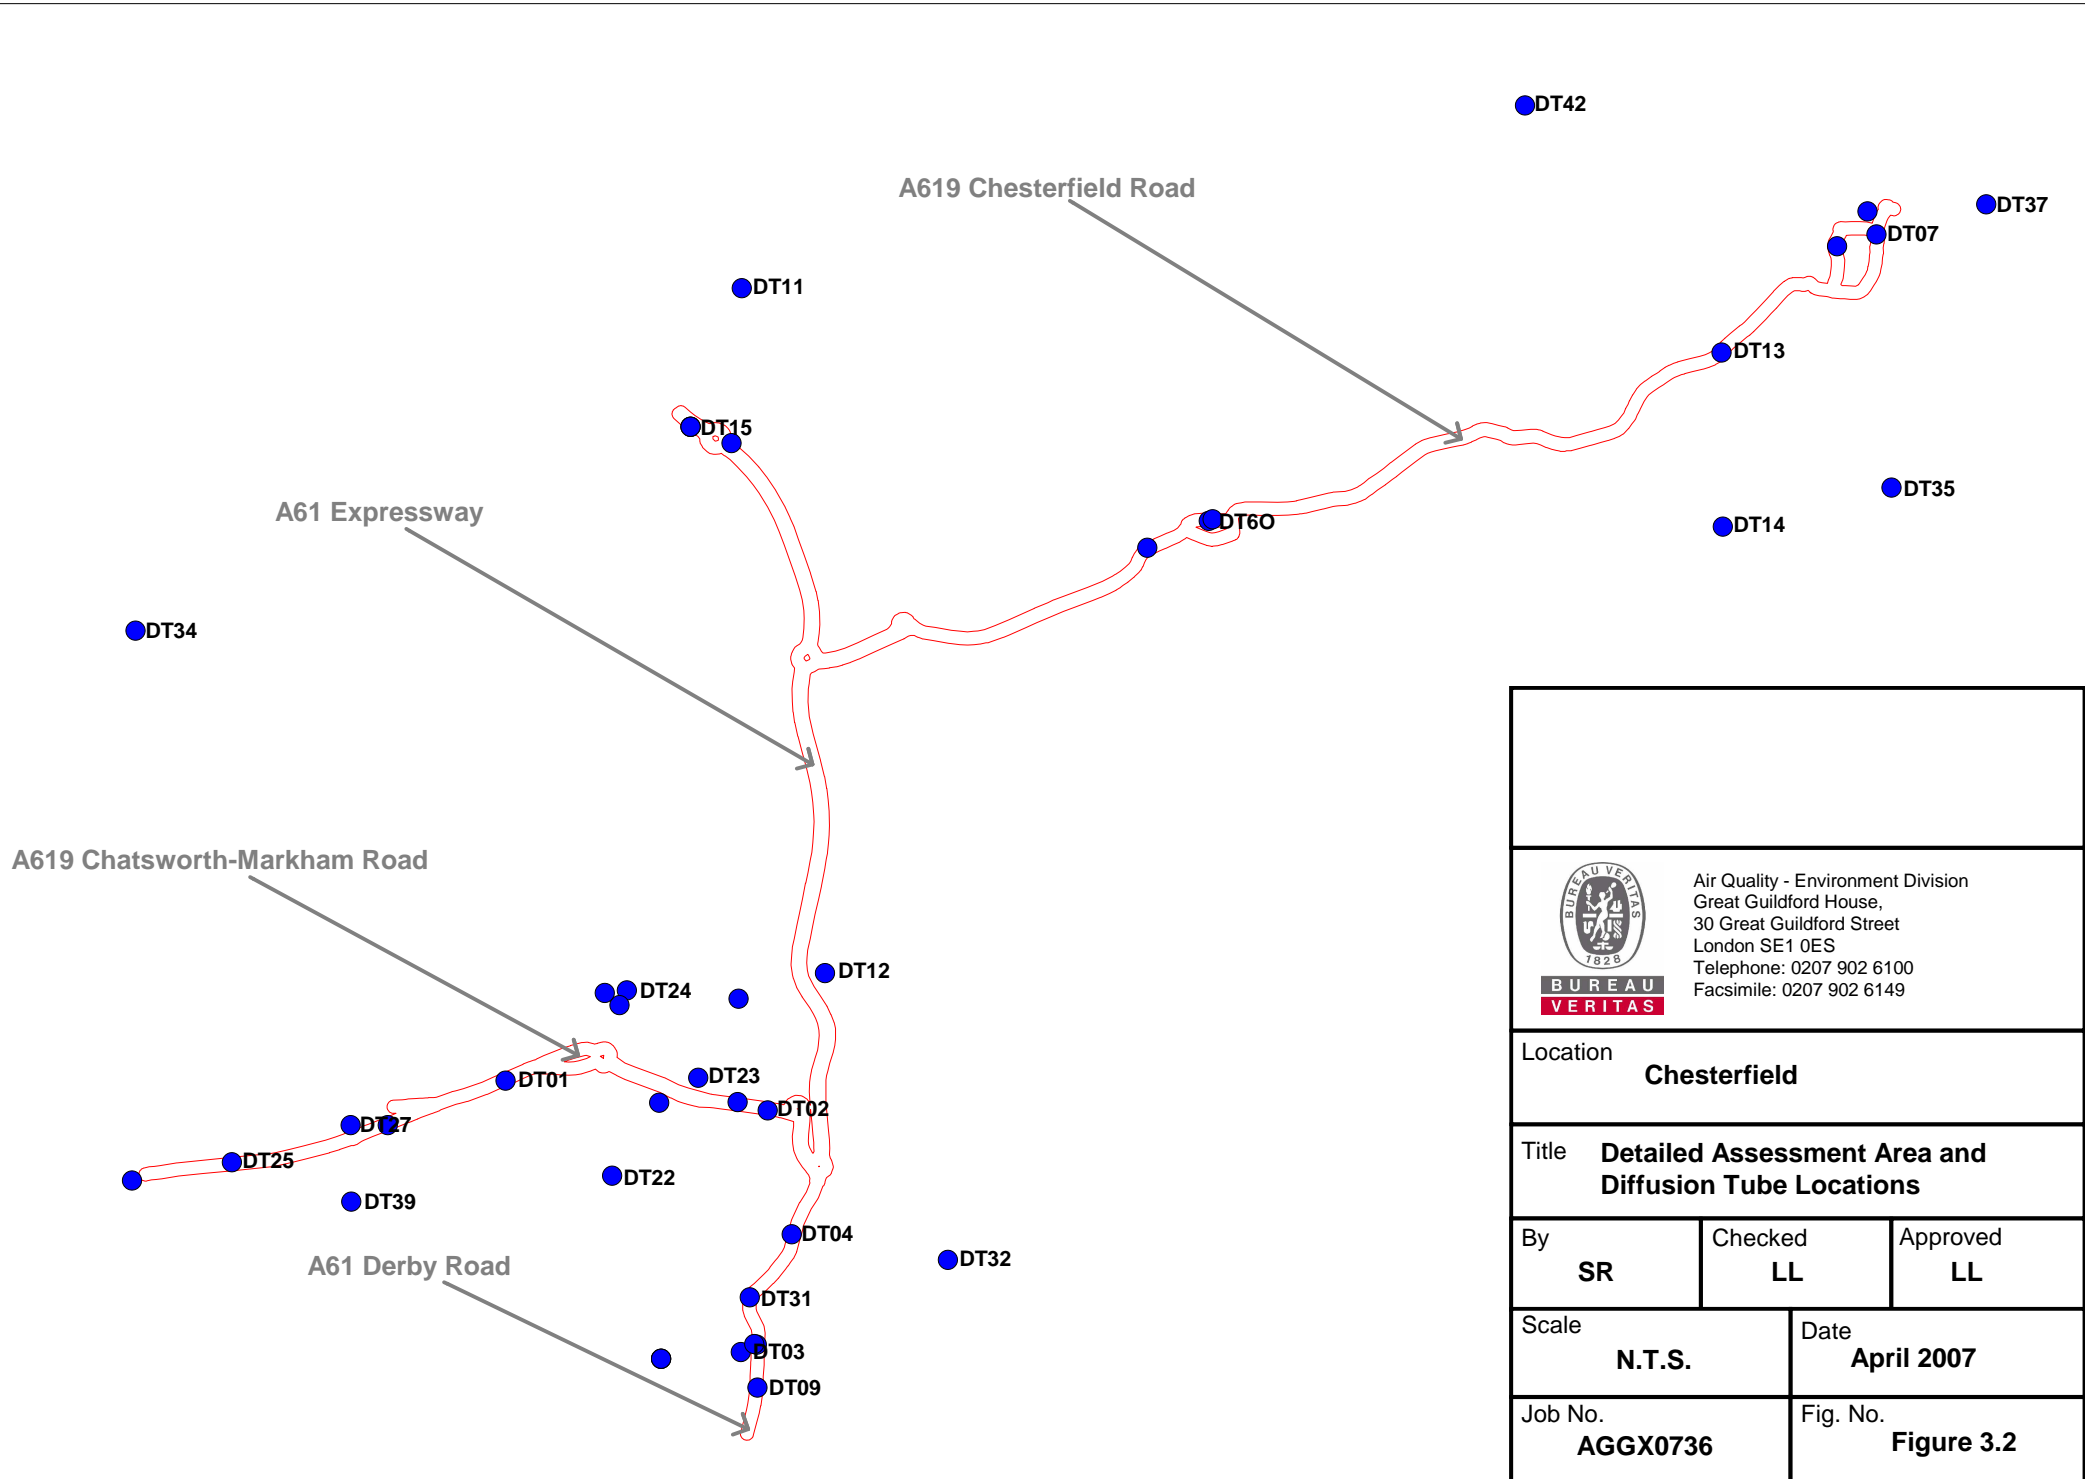 DT42
A619 Chesterfield Road
DT37
DT07
DT11
DT13
DT15
DT35
A61 Expressway
DT6O
DT14
DT34
A619 Chatsworth-Markham Road
DT12
DT24
DT23
DT01
DT02
DT27
DT25
DT22
DT39
DT04
DT32
A61 Derby Road
DT31
DT03
DT09
BUREAU VERITAS
1828
BUREAU
VERITAS
Air Quality - Environment Division
Great Guildford House,
30 Great Guildford Street
London SE1 0ES
Telephone: 0207 902 6100
Facsimile: 0207 902 6149
Location
Chesterfield
Title Detailed Assessment Area and
Diffusion Tube Locations
By Checked Approved
SR LL LL
Scale Date
N.T.S. April 2007
Job No. Fig. No.
AGGX0736 Figure 3.2